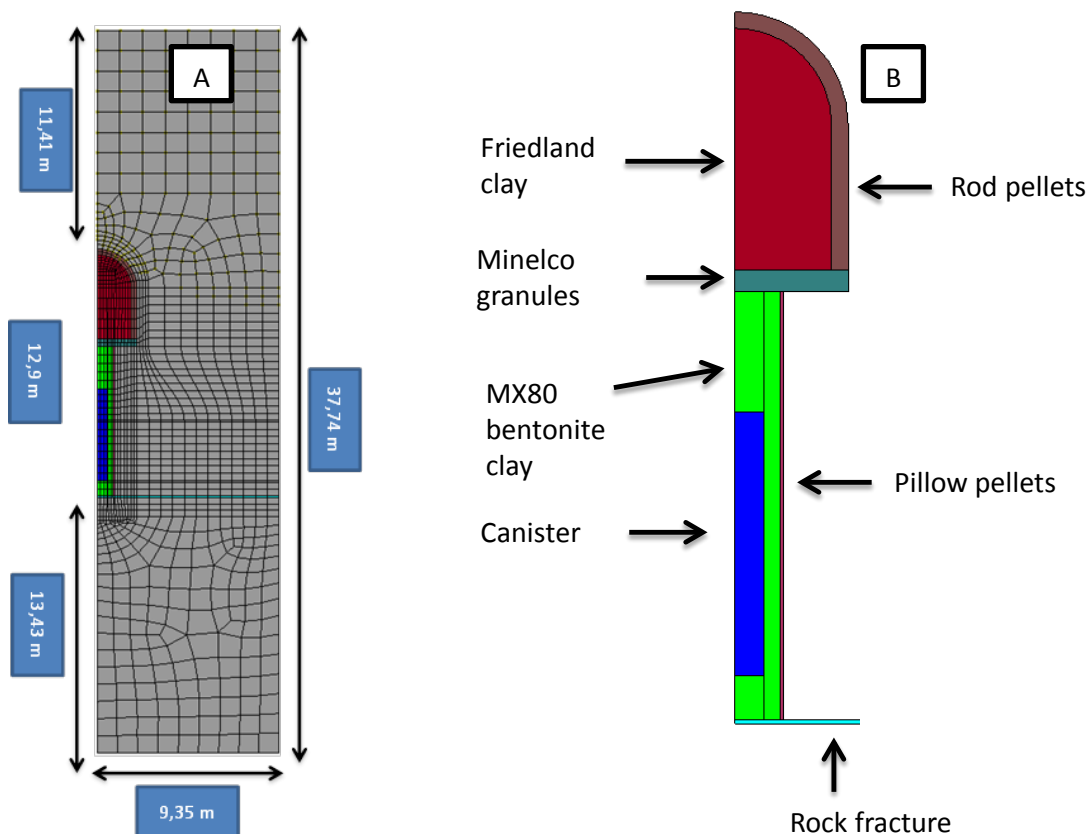 A
11,41 m
12,9 m
37,74 m
13,43 m
9,35 m
B
Friedland
clay
Rod pellets
Minelco
granules
MX80
bentonite
clay
Pillow pellets
Canister
Rock fracture